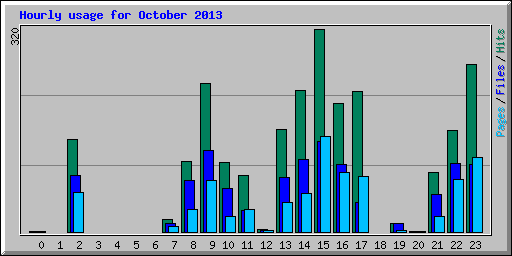 Hourly usage for October 2013
320
Pages / Files / Hits
0 1 2 3 4 5 6 7 8 9 10 11 12 13 14 15 16 17 18 19 20 21 22 23